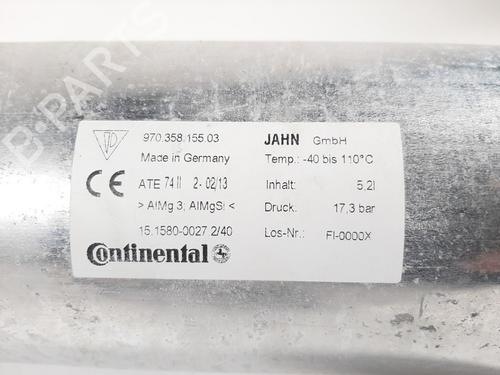 B-PARTS
970.358.155.03
Made in Germany
CE ATE 74 II 2-02/13
> AlMg 3; AlMgSi <
15.1580-0027 2/40
Continental
JAHN GmbH
Temp.: -40 bis 110°C
Inhalt: 5,2l
Druck: 17,3 bar
Los-Nr.: FI-0000X